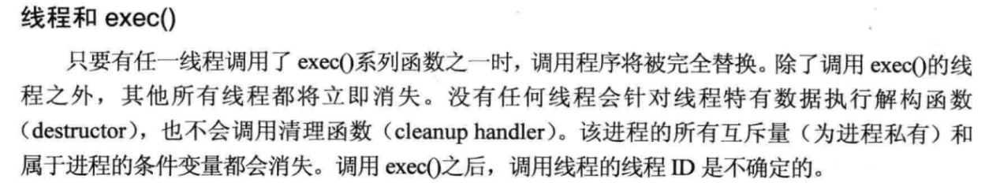 线程和 exec()
只要有任一线程调用了 exec()系列函数之一时，调用程序将被完全替换。除了调用 exec()的线
程之外，其他所有线程都将立即消失。没有任何线程会针对线程特有数据执行解构函数
（destructor），也不会调用清理函数（cleanup handler）。该进程的所有互斥量（为进程私有）和
属于进程的条件变量都会消失。调用 exec()之后，调用线程的线程 ID 是不确定的。